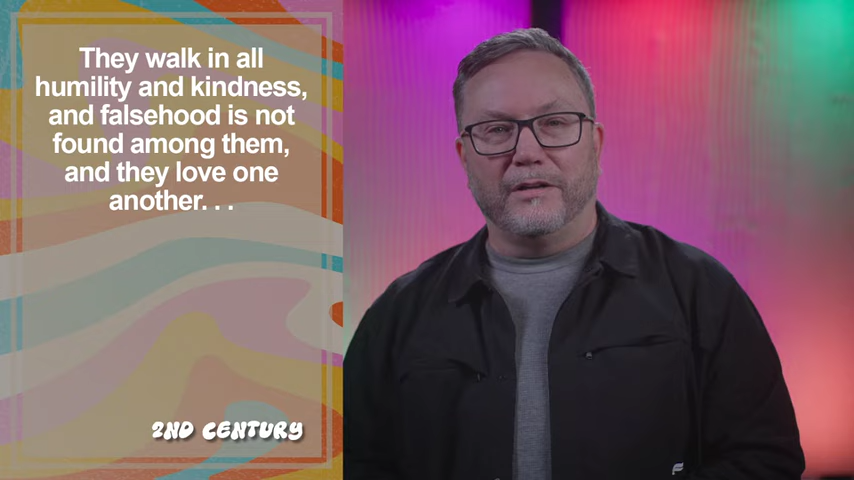 They walk in all
humility and kindness,
and falsehood is not
found among them,
and they love one
another. . .
2ND CENTURY